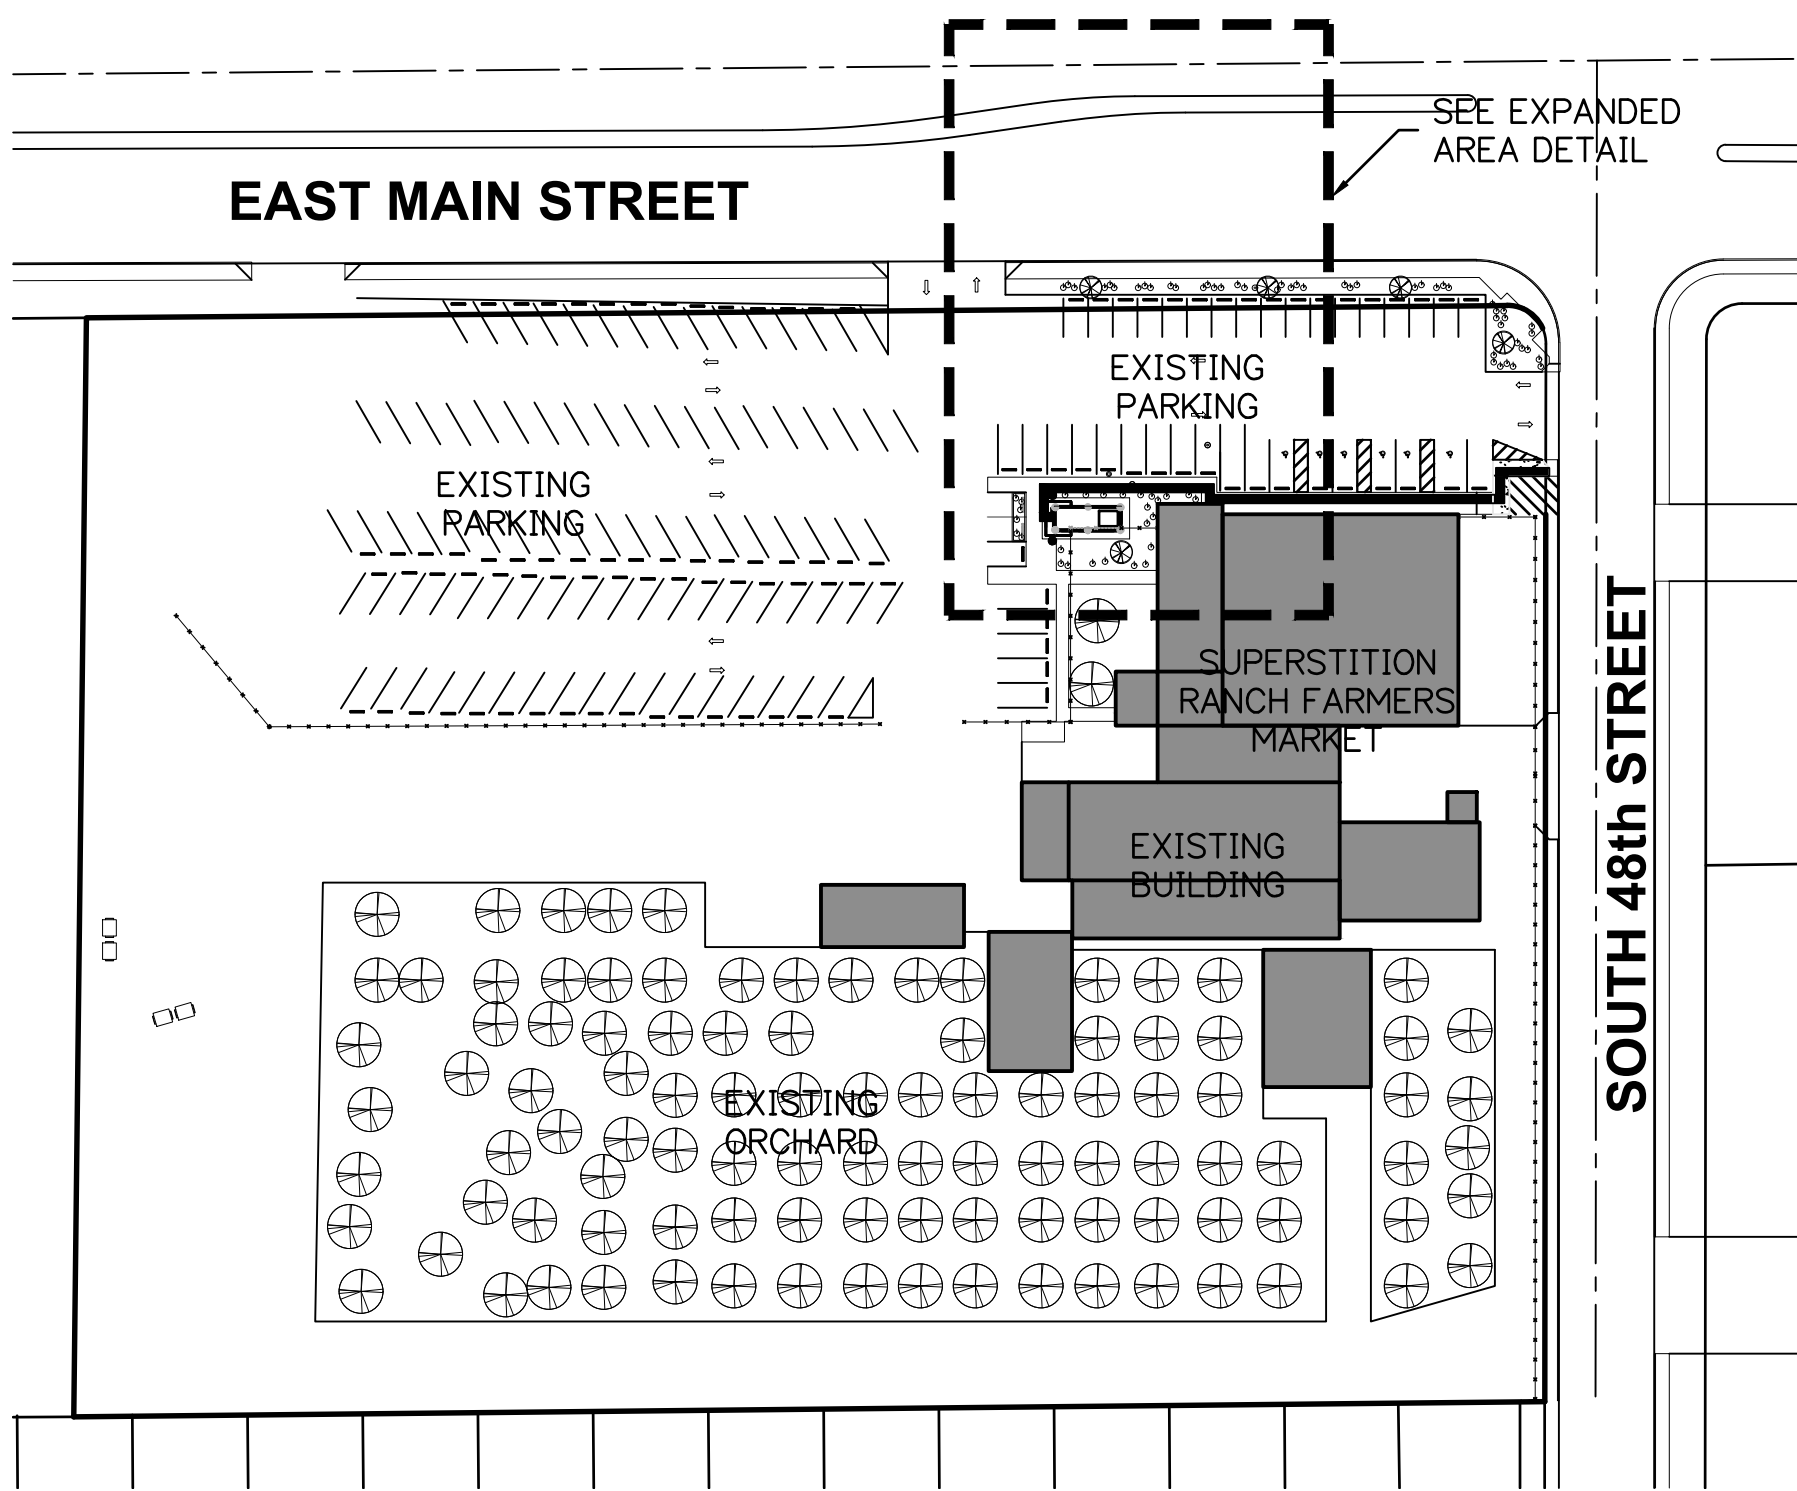 SEE EXPANDED
AREA DETAIL
EAST MAIN STREET
EXISTING
PARKING
EXISTING
PARKING
SUPERSTITION
RANCH FARMERS
MARKET
SOUTH 48th STREET
EXISTING
BUILDING
EXISTING
ORCHARD